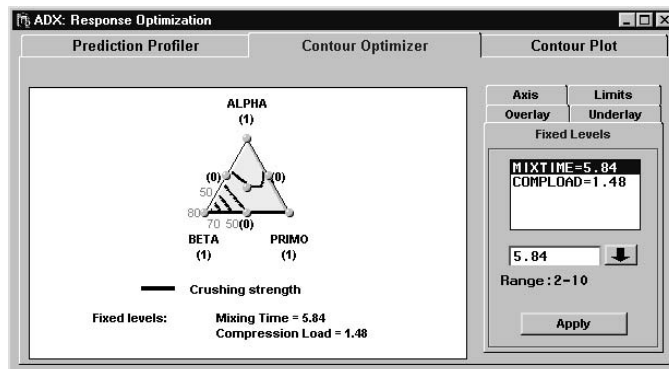 ADX: Response Optimization
Prediction Profiler
Contour Optimizer
Contour Plot
Axis
Limits
Overlay
Underlay
Fixed Levels
ALPHA
(1)
(0)
(0)
50
80
70
50
(0)
BETA
(1)
PRIMO
(1)
Crushing strength
Fixed levels:
Mixing Time = 5.84
Compression Load = 1.48
MIXTIME=5.84
COMPLOAD=1.48
5.84
Range:2-10
Apply